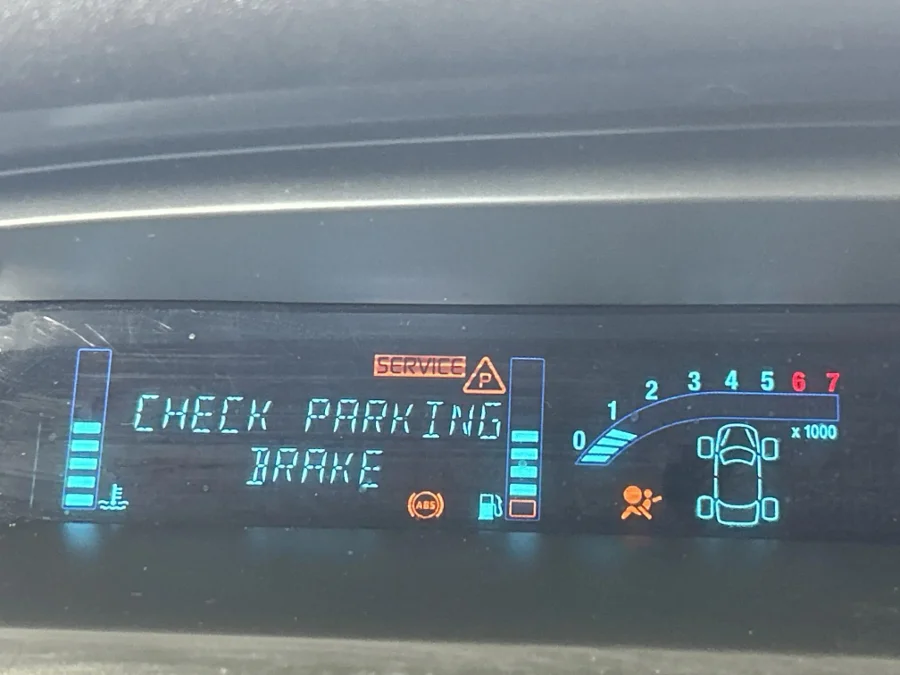 SERVICE
P
CHECK PARKING
BRAKE
ABS
0 1 2 3 4 5 6 7
x 1000